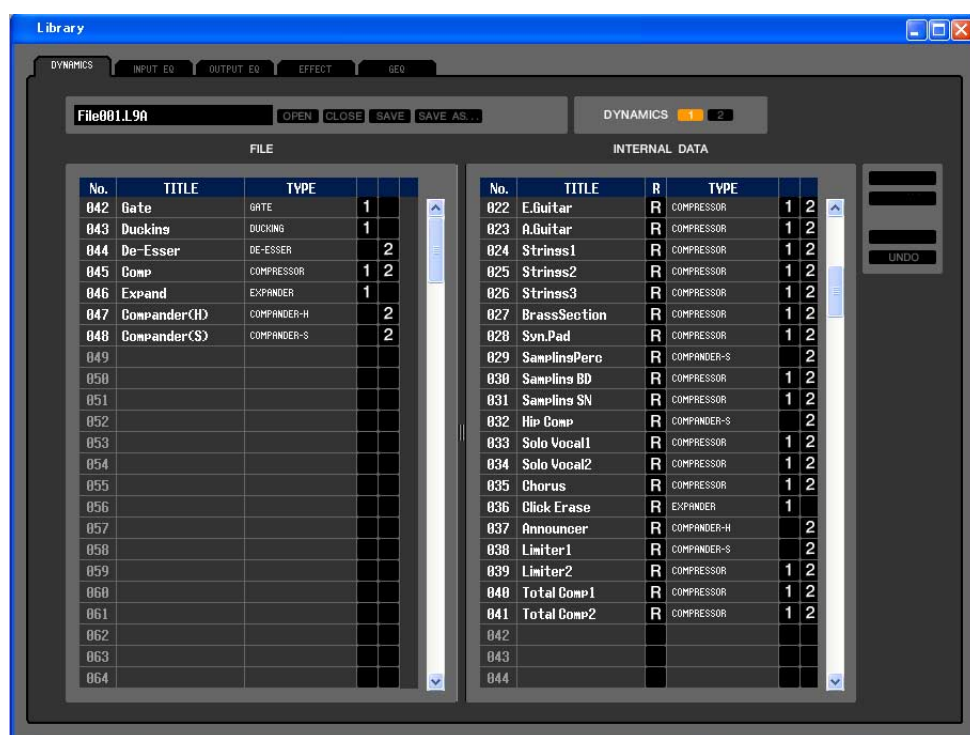 Library
DYNAMICS INPUT EQ OUTPUT EQ EFFECT GEQ
File001.L9A OPEN CLOSE SAVE SAVE AS... DYNAMICS 1 2
FILE INTERNAL DATA
No. TITLE TYPE
042 Gate GATE 1
043 Ducking DUCKING 1
044 De-Esser DE-ESSER 2
045 Comp COMPRESSOR 1 2
046 Expand EXPANDER 1
047 Compander(H) COMPANDER-H 2
048 Compander(S) COMPANDER-S 2
049
050
051
052
053
054
055
056
057
058
059
060
061
062
063
064
No. TITLE R TYPE
022 E.Guitar R COMPRESSOR 1 2
023 A.Guitar R COMPRESSOR 1 2
024 Strings1 R COMPRESSOR 1 2
025 Strings2 R COMPRESSOR 1 2
026 Strings3 R COMPRESSOR 1 2
027 BrassSection R COMPRESSOR 1 2
028 Syn.Pad R COMPRESSOR 1 2
029 SamplingPerc R COMPANDER-S 2
030 Sampling BD R COMPRESSOR 1 2
031 Sampling SN R COMPRESSOR 1 2
032 Hip Comp R COMPANDER-S 2
033 Solo Vocal1 R COMPRESSOR 1 2
034 Solo Vocal2 R COMPRESSOR 1 2
035 Chorus R COMPRESSOR 1 2
036 Click Erase R EXPANDER 1
037 Announcer R COMPANDER-H 2
038 Limiter1 R COMPANDER-S 2
039 Limiter2 R COMPRESSOR 1 2
040 Total Comp1 R COMPRESSOR 1 2
041 Total Comp2 R COMPRESSOR 1 2
042
043
044
UNDO